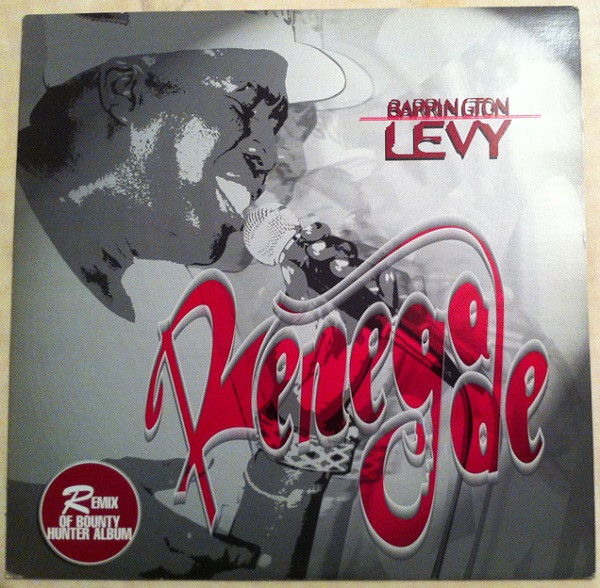 BARRINGTON
LEVY
Renegade
REMIX
OF BOUNTY
HUNTER ALBUM